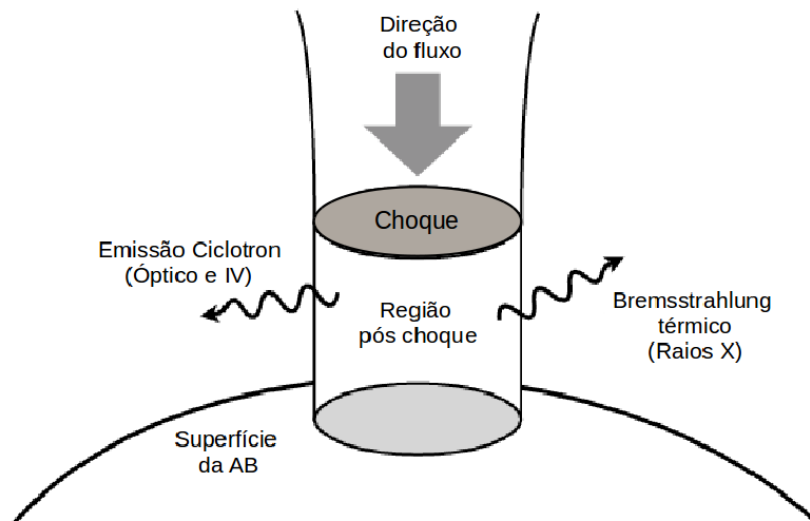 Direção
do fluxo
Choque
Emissão Ciclotron
(Óptico e IV)
Região
pós choque
Bremsstrahlung
térmico
(Raios X)
Superfície
da AB